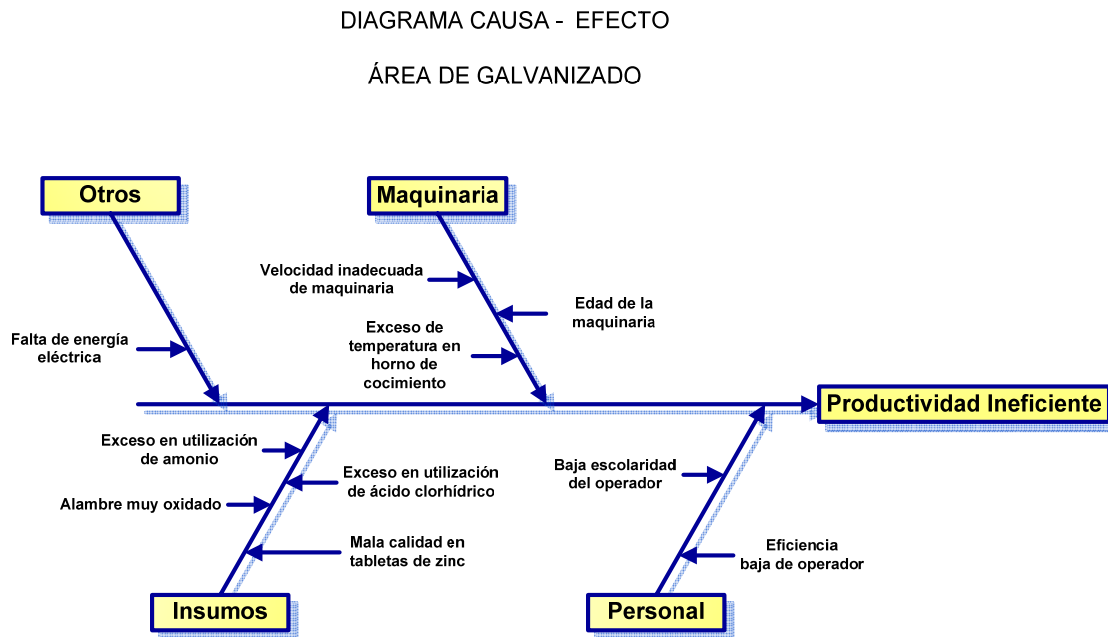 DIAGRAMA CAUSA - EFECTO
ÁREA DE GALVANIZADO
Otros
Maquinaria
Velocidad inadecuada
de maquinaria
Edad de la
maquinaria
Falta de energía
eléctrica
Exceso de
temperatura en
horno de
cocimiento
Productividad Ineficiente
Exceso en utilización
de amonio
Exceso en utilización
de ácido clorhídrico
Alambre muy oxidado
Mala calidad en
tabletas de zinc
Baja escolaridad
del operador
Eficiencia
baja de operador
Insumos
Personal